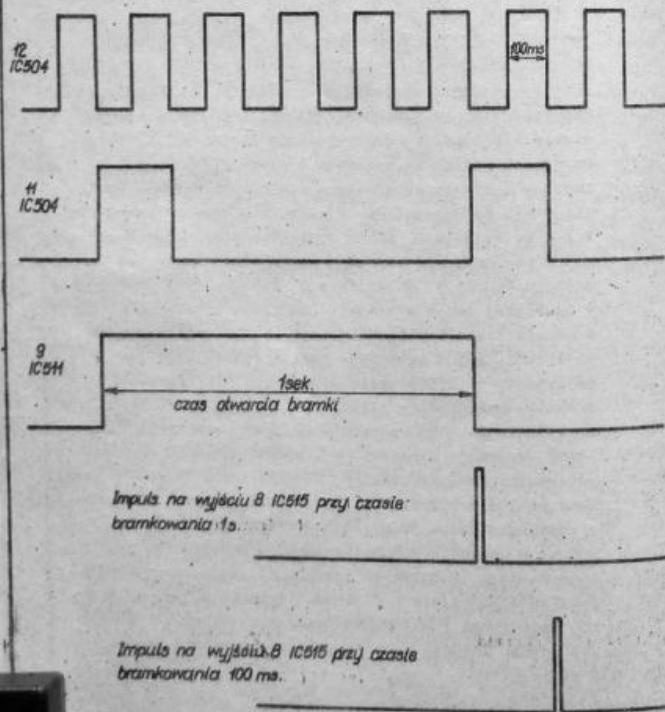 12
IC504
100ms
11
IC504
9
IC511
1sek.
czas otwarcia bramki
Impuls na wyjściu 8 IC515 przy czasie
bramkowania 1s.
Impuls na wyjściu 8 IC515 przy czasie
bramkowania 100 ms.